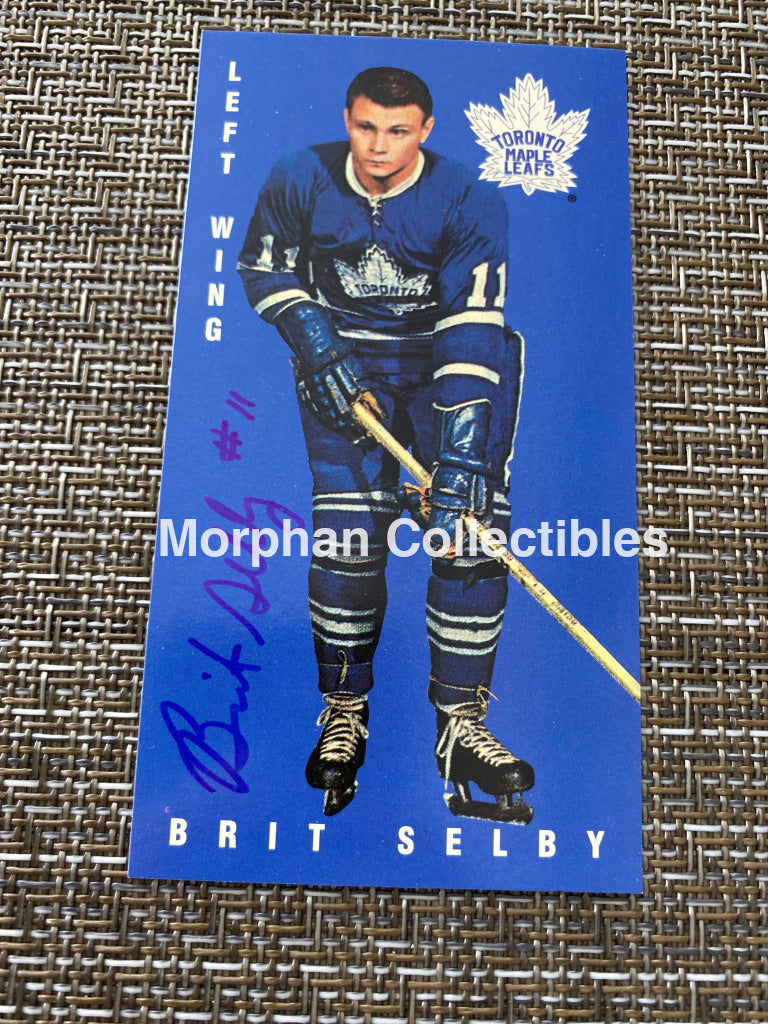 LEFT WING
TORONTO
MAPLE
LEAFS
®
11
11
TORONTO
# 11
Brit Selby
Morphan Collectibles
BRIT SELBY